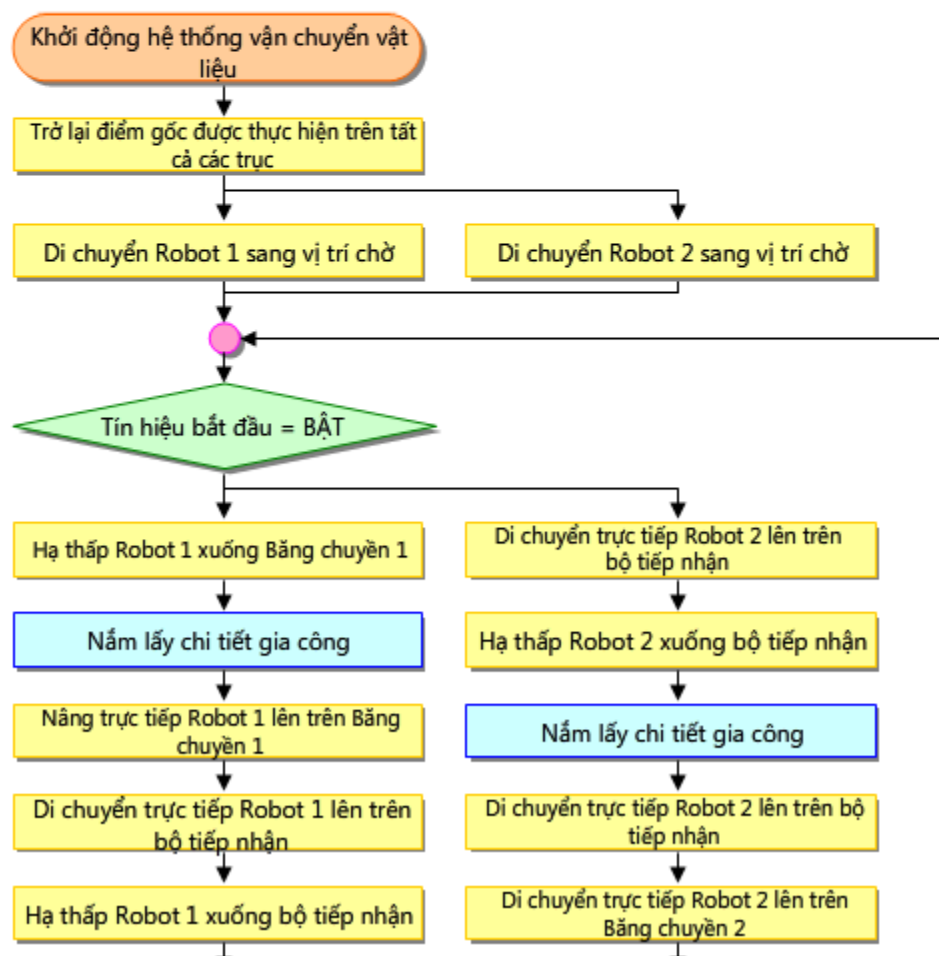 Khởi động hệ thống vận chuyển vật
liệu
Trở lại điểm gốc được thực hiện trên tất
cả các trục
Di chuyển Robot 1 sang vị trí chờ
Di chuyển Robot 2 sang vị trí chờ
Tín hiệu bắt đầu = BẬT
Hạ thấp Robot 1 xuống Băng chuyền 1
Di chuyển trực tiếp Robot 2 lên trên
bộ tiếp nhận
Nắm lấy chi tiết gia công
Hạ thấp Robot 2 xuống bộ tiếp nhận
Nâng trực tiếp Robot 1 lên trên Băng
chuyền 1
Nắm lấy chi tiết gia công
Di chuyển trực tiếp Robot 1 lên trên
bộ tiếp nhận
Di chuyển trực tiếp Robot 2 lên trên bộ
tiếp nhận
Hạ thấp Robot 1 xuống bộ tiếp nhận
Di chuyển trực tiếp Robot 2 lên trên
Băng chuyền 2